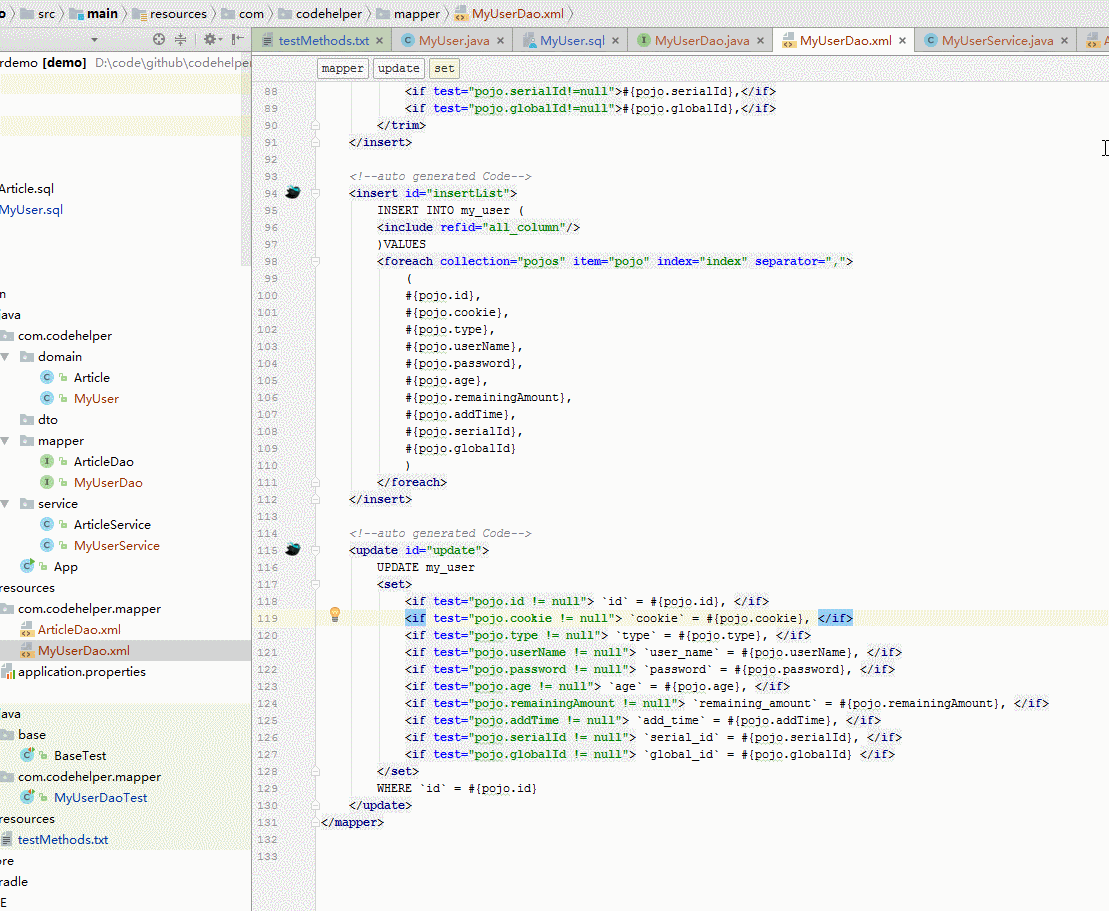 src main resources com codehelper mapper MyUserDao.xml
testMethods.txt MyUser.java MyUser.sql MyUserDao.java MyUserDao.xml MyUserService.java
rdemo [demo] D:\code\github\codehelper
Article.sql
MyUser.sql
n
ava
com.codehelper
domain
Article
MyUser
dto
mapper
ArticleDao
MyUserDao
service
ArticleService
MyUserService
App
resources
com.codehelper.mapper
ArticleDao.xml
MyUserDao.xml
application.properties
ava
base
BaseTest
com.codehelper.mapper
MyUserDaoTest
resources
testMethods.txt
ore
radle
E
mapper update set
88 <if test="pojo.serialId!=null">#{pojo.serialId},</if>
89 <if test="pojo.globalId!=null">#{pojo.globalId},</if>
90 </trim>
91 </insert>
92
93 <!--auto generated Code-->
94 <insert id="insertList">
95 INSERT INTO my_user (
96 <include refid="all_column"/>
97 )VALUES
98 <foreach collection="pojos" item="pojo" index="index" separator=",">
99 (
100 #{pojo.id},
101 #{pojo.cookie},
102 #{pojo.type},
103 #{pojo.userName},
104 #{pojo.password},
105 #{pojo.age},
106 #{pojo.remainingAmount},
107 #{pojo.addTime},
108 #{pojo.serialId},
109 #{pojo.globalId}
110 )
111 </foreach>
112 </insert>
113
114 <!--auto generated Code-->
115 <update id="update">
116 UPDATE my_user
117 <set>
118 <if test="pojo.id != null"> `id` = #{pojo.id}, </if>
119 <if test="pojo.cookie != null"> `cookie` = #{pojo.cookie}, </if>
120 <if test="pojo.type != null"> `type` = #{pojo.type}, </if>
121 <if test="pojo.userName != null"> `user_name` = #{pojo.userName}, </if>
122 <if test="pojo.password != null"> `password` = #{pojo.password}, </if>
123 <if test="pojo.age != null"> `age` = #{pojo.age}, </if>
124 <if test="pojo.remainingAmount != null"> `remaining_amount` = #{pojo.remainingAmount}, </if>
125 <if test="pojo.addTime != null"> `add_time` = #{pojo.addTime}, </if>
126 <if test="pojo.serialId != null"> `serial_id` = #{pojo.serialId}, </if>
127 <if test="pojo.globalId != null"> `global_id` = #{pojo.globalId} </if>
128 </set>
129 WHERE `id` = #{pojo.id}
130 </update>
131 </mapper>
132
133